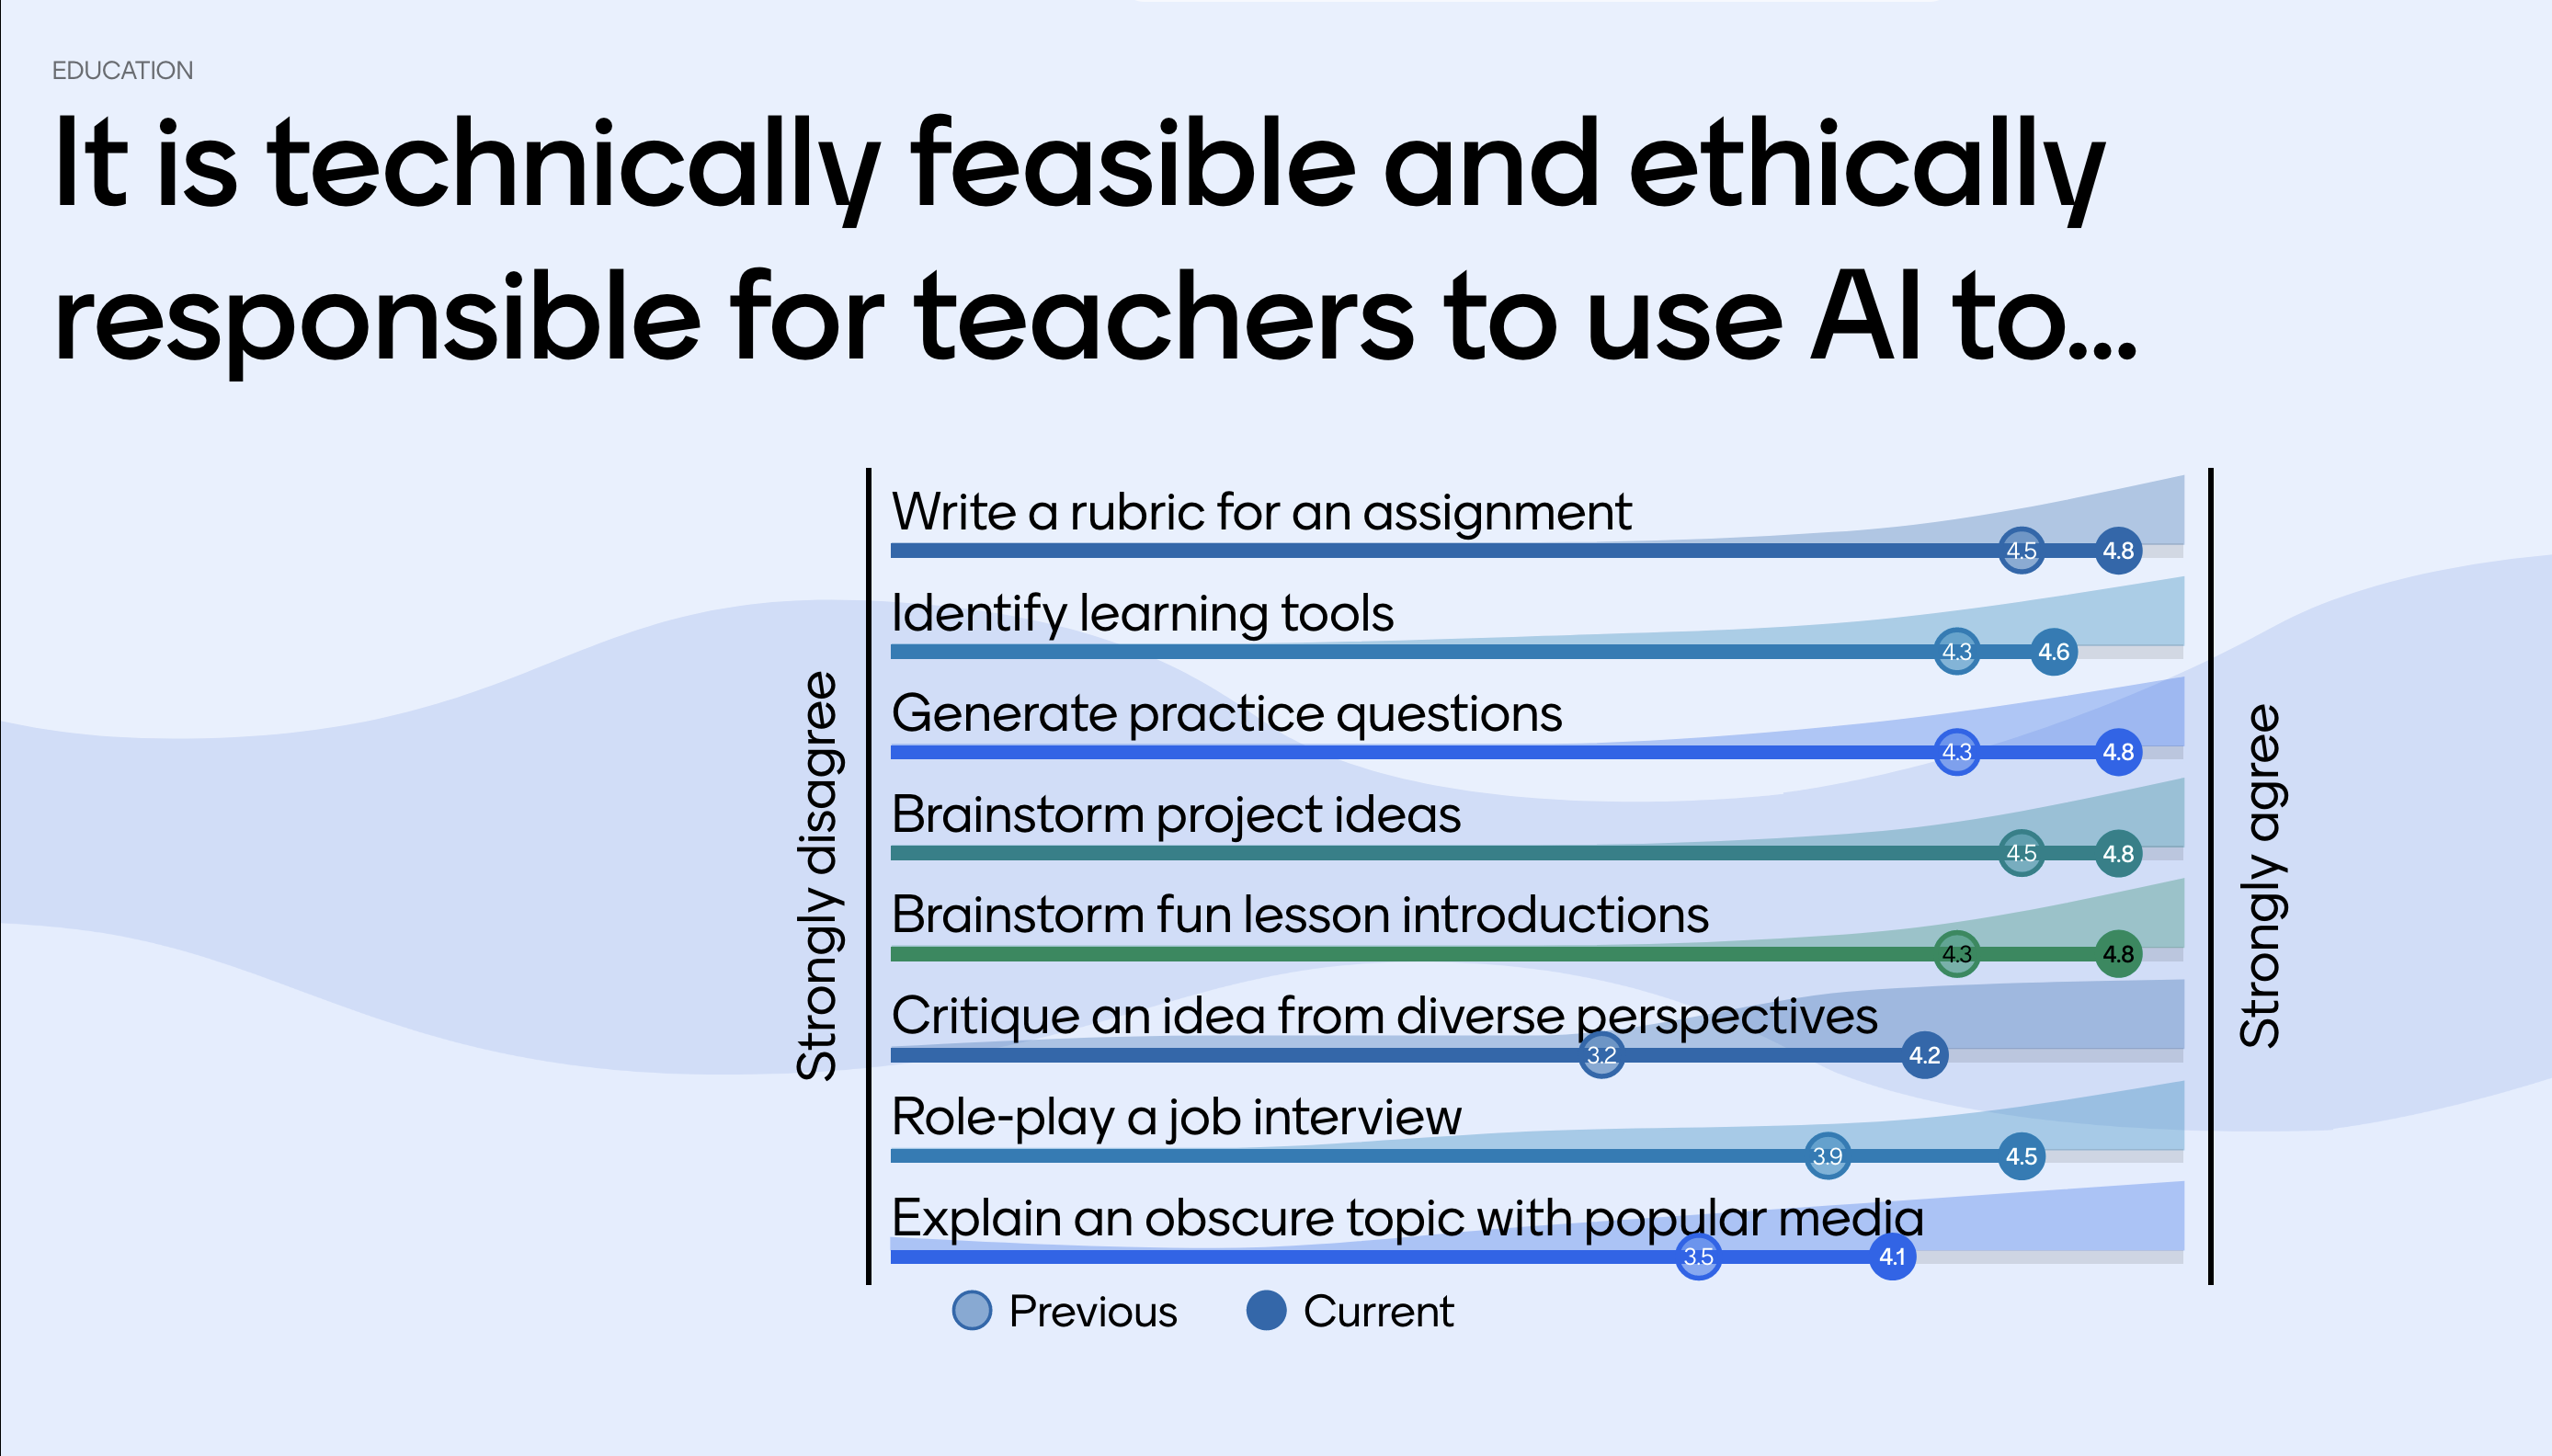 EDUCATION
It is technically feasible and ethically
responsible for teachers to use AI to...
Strongly disagree
Write a rubric for an assignment
4.5 4.8
Identify learning tools
4.3 4.6
Generate practice questions
4.3 4.8
Brainstorm project ideas
4.5 4.8
Brainstorm fun lesson introductions
4.3 4.8
Critique an idea from diverse perspectives
3.2 4.2
Role-play a job interview
3.9 4.5
Explain an obscure topic with popular media
3.5 4.1
Strongly agree
Previous Current